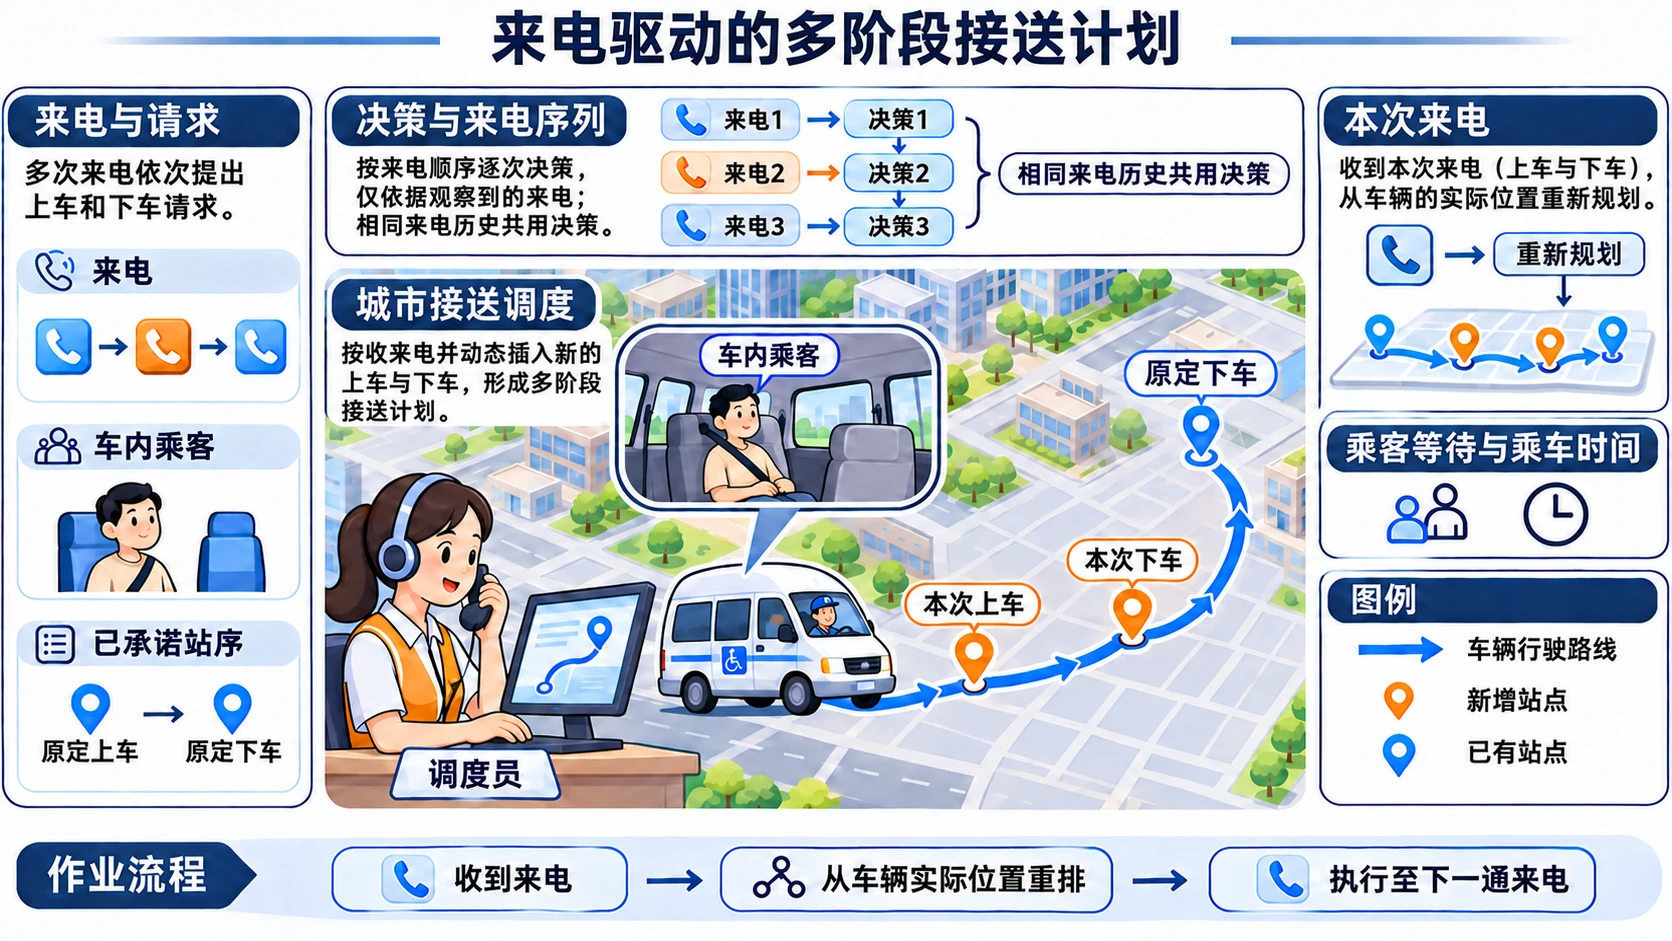 来电驱动的多阶段接送计划
来电与请求
多次来电依次提出
上车和下车请求。
来电
车内乘客
已承诺站序
原定上车
原定下车
决策与来电序列
按来电顺序逐次决策，
仅依据观察到的来电；
相同来电历史共用决策。
来电1
决策1
来电2
决策2
来电3
决策3
相同来电历史共用决策
城市接送调度
按收来电并动态插入新的
上车与下车，形成多阶段
接送计划。
车内乘客
原定下车
本次下车
本次上车
调度员
本次来电
收到本次来电（上车与下车），
从车辆的实际位置重新规划。
重新规划
乘客等待与乘车时间
图例
车辆行驶路线
新增站点
已有站点
作业流程
收到来电
从车辆实际位置重排
执行至下一通来电